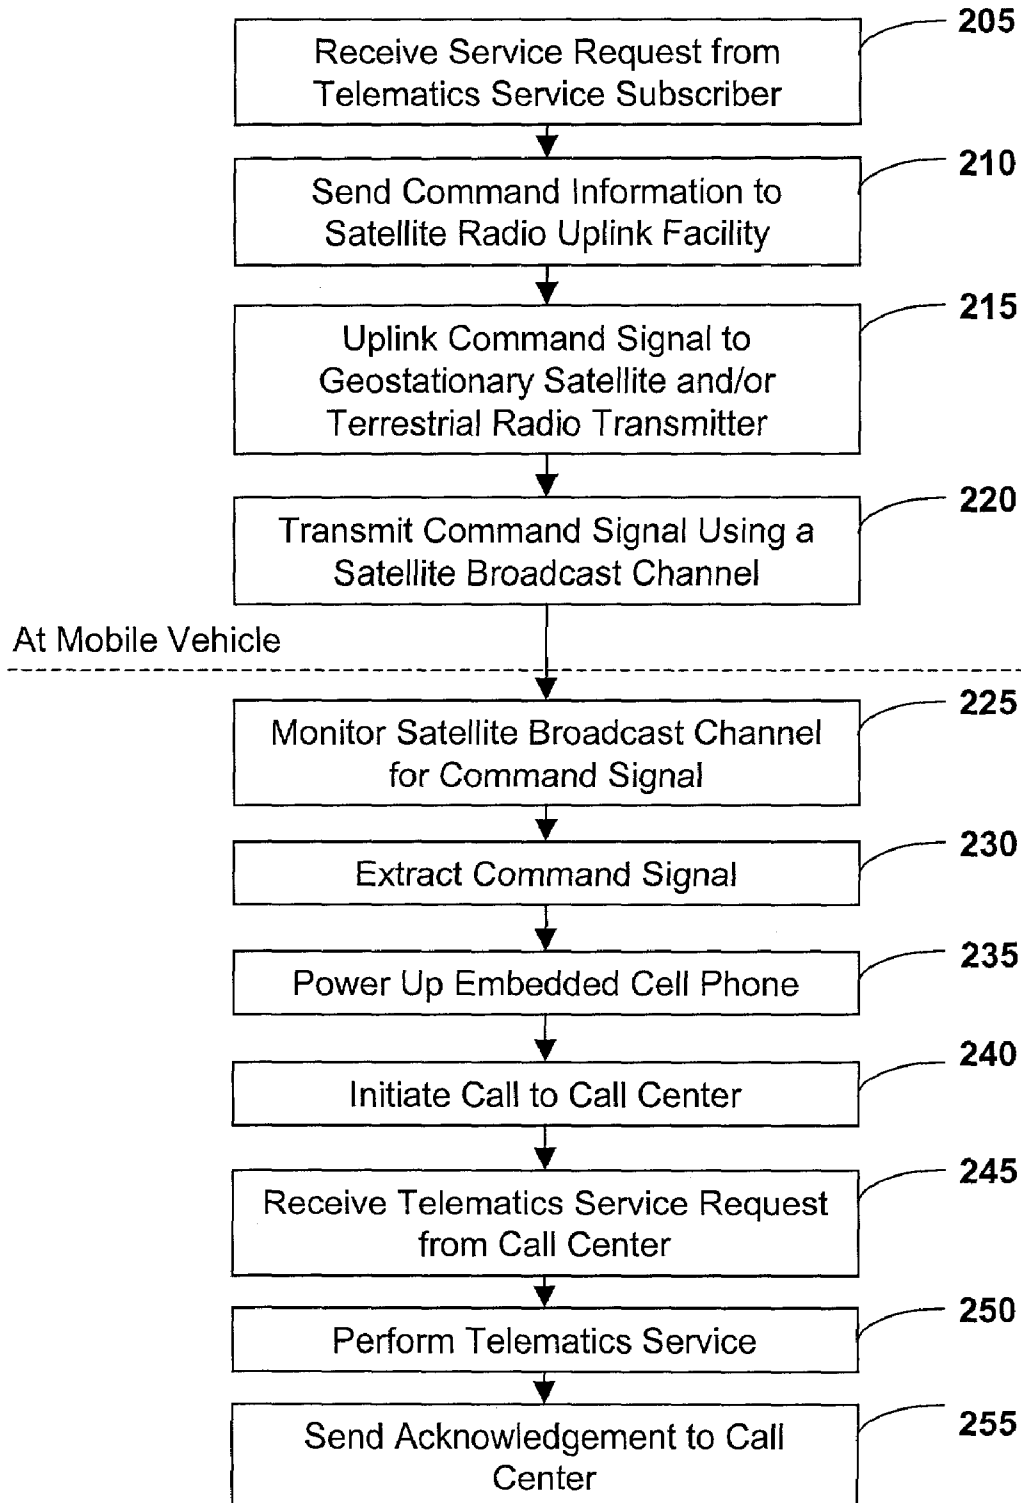 205
Receive Service Request from
Telematics Service Subscriber
210
Send Command Information to
Satellite Radio Uplink Facility
215
Uplink Command Signal to
Geostationary Satellite and/or
Terrestrial Radio Transmitter
220
Transmit Command Signal Using a
Satellite Broadcast Channel
At Mobile Vehicle
225
Monitor Satellite Broadcast Channel
for Command Signal
230
Extract Command Signal
235
Power Up Embedded Cell Phone
240
Initiate Call to Call Center
245
Receive Telematics Service Request
from Call Center
250
Perform Telematics Service
255
Send Acknowledgement to Call
Center